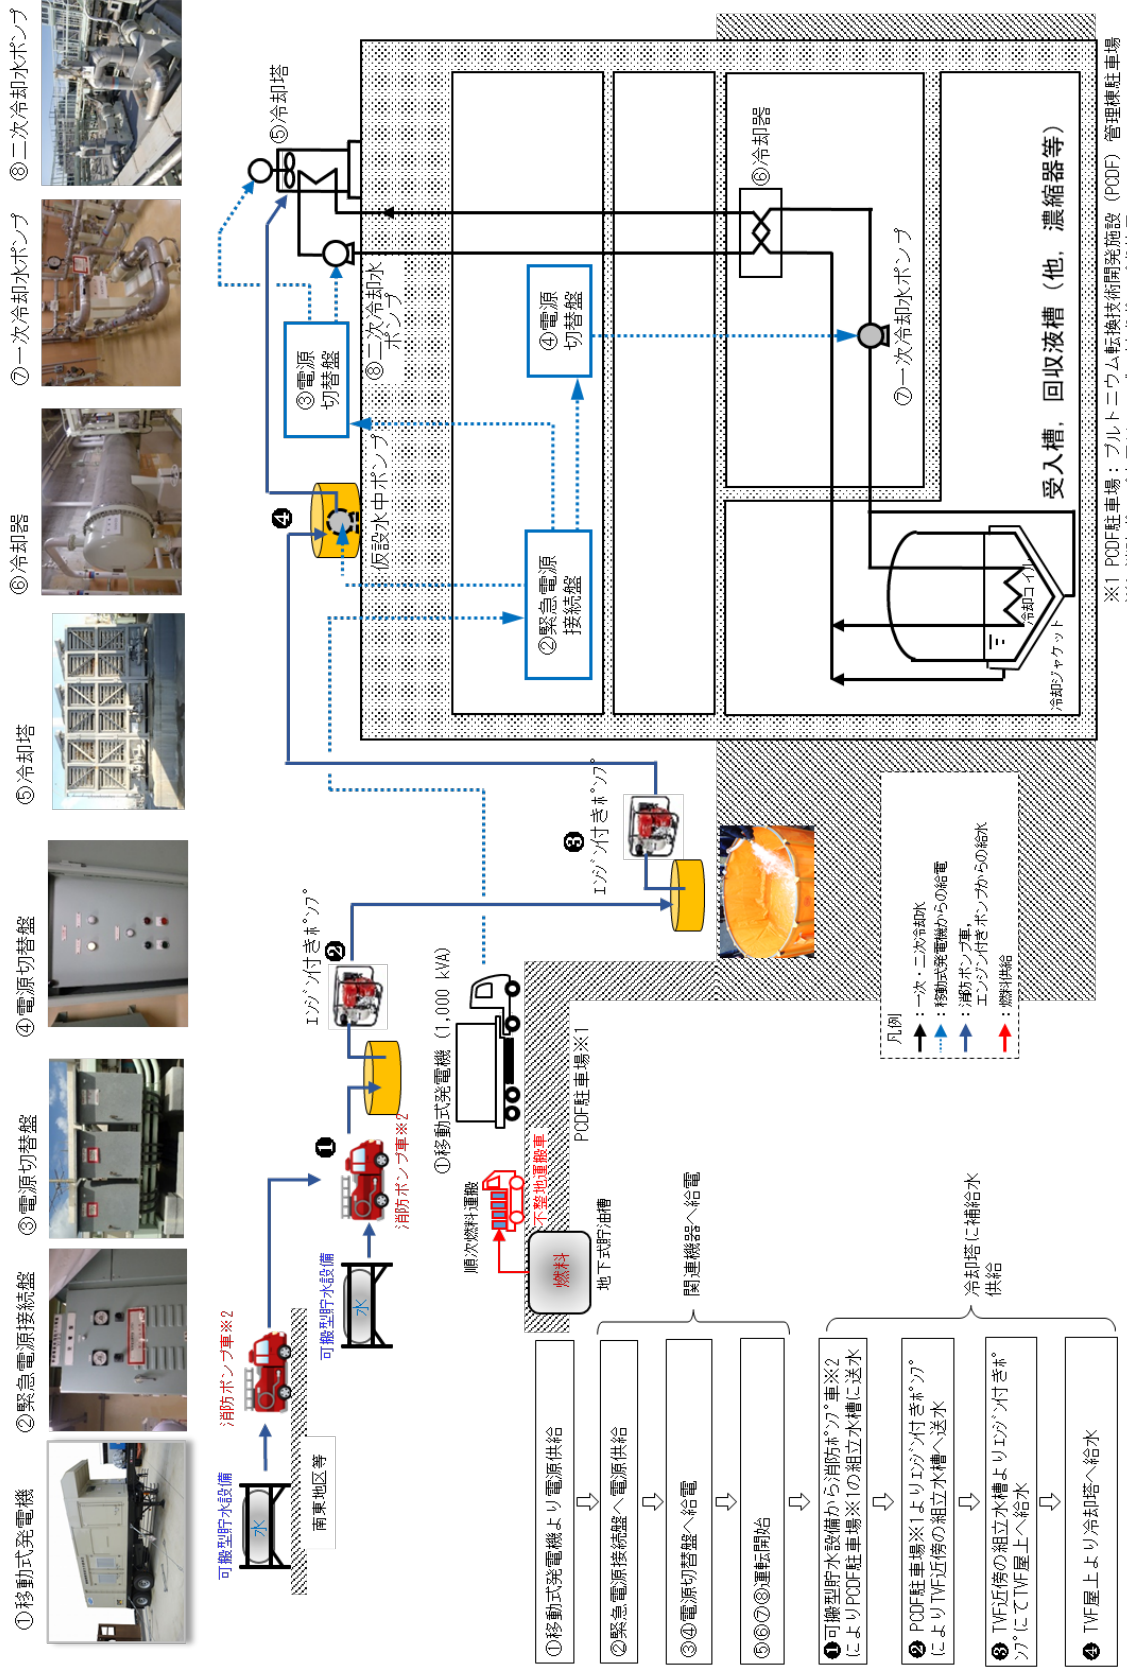 ①移動式発電機
②緊急電源接続盤
③電源切替盤
④電源切替盤
⑤冷却塔
⑥冷却器
⑦一次冷却水ポンプ
⑧二次冷却水ポンプ
可搬型貯水設備
水
南東地区等
消防ポンプ車※2
可搬型貯水設備
水
❶
消防ポンプ車※2
エンジン付きポンプ
❷
①移動式発電機 (1,000 kVA)
順次燃料運搬
不整地運搬車
燃料
地下式貯油槽
PCDF駐車場※1
エンジン付きポンプ
❸
❹
仮設水中ポンプ
③電源
切替盤
⑧二次冷却水
ポンプ
⑤冷却塔
②緊急電源
接続盤
④電源
切替盤
⑥冷却器
⑦一次冷却水ポンプ
冷却コイル
冷却ジャケット
受入槽, 回収液槽 (他, 濃縮器等)
凡例
:一次・二次冷却水
:移動式発電機からの給電
:消防ポンプ車,
エンジン付きポンプからの給水
:燃料供給
①移動式発電機より電源供給
②緊急電源接続盤へ電源供給
③④電源切替盤へ給電
⑤⑥⑦⑧運転開始
関連機器へ給電
❶可搬型貯水設備から消防ポンプ車※2
によりPCDF駐車場※1の組立水槽に送水
❷ PCDF駐車場※1よりエンジン付きポンプ
によりTVF近傍の組立水槽へ送水
❸ TVF近傍の組立水槽よりエンジン付きポ
ンプにてTVF屋上へ給水
❹ TVF屋上より冷却塔へ給水
冷却塔に補給水
供給
※1 PCDF駐車場:プルトニウム転換技術開発施設 (PCDF) 管理棟駐車場